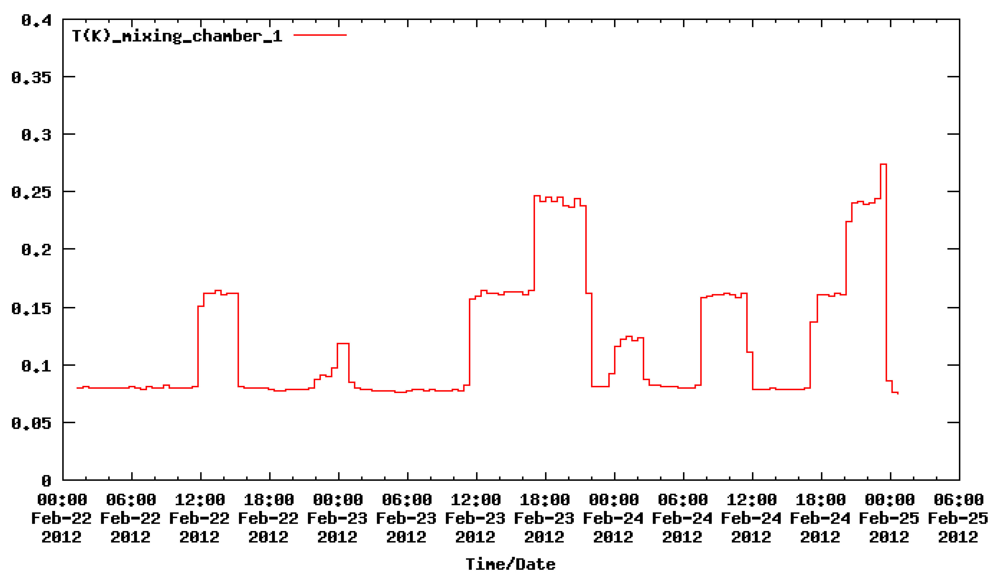 0.4
T(K)_mixing_chamber_1
0.35
0.3
0.25
0.2
0.15
0.1
0.05
0
00:00 06:00 12:00 18:00 00:00 06:00 12:00 18:00 00:00 06:00 12:00 18:00 00:00 06:00
Feb-22 Feb-22 Feb-22 Feb-22 Feb-23 Feb-23 Feb-23 Feb-23 Feb-24 Feb-24 Feb-24 Feb-24 Feb-25 Feb-25
2012 2012 2012 2012 2012 2012 2012 2012 2012 2012 2012 2012 2012 2012
Time/Date